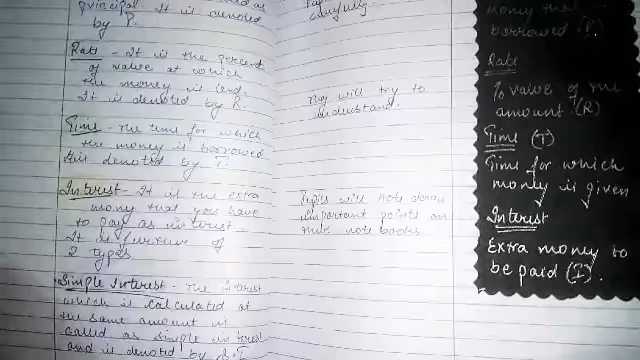 principal. It is denoted
by P.
Rate - It is the percent
of value at which
the money is lend.
It is denoted by R.
Time - The time for which
the money is borrowed
this denoted by T.
Interest - It is the extra
money that you have
to pay as interest.
It is of
2 types
Simple Interest - The interest
which is calculated at
the same amount is
called as simple interest
and is denoted by S.I
carefully.
They will try to
understand.
Pupils will note down
important points on
their note books
money that is
borrowed (P).
Rate
% value of the
amount (R)
Time (T)
Time for which
money is given
Interest
Extra money to
be paid (I).